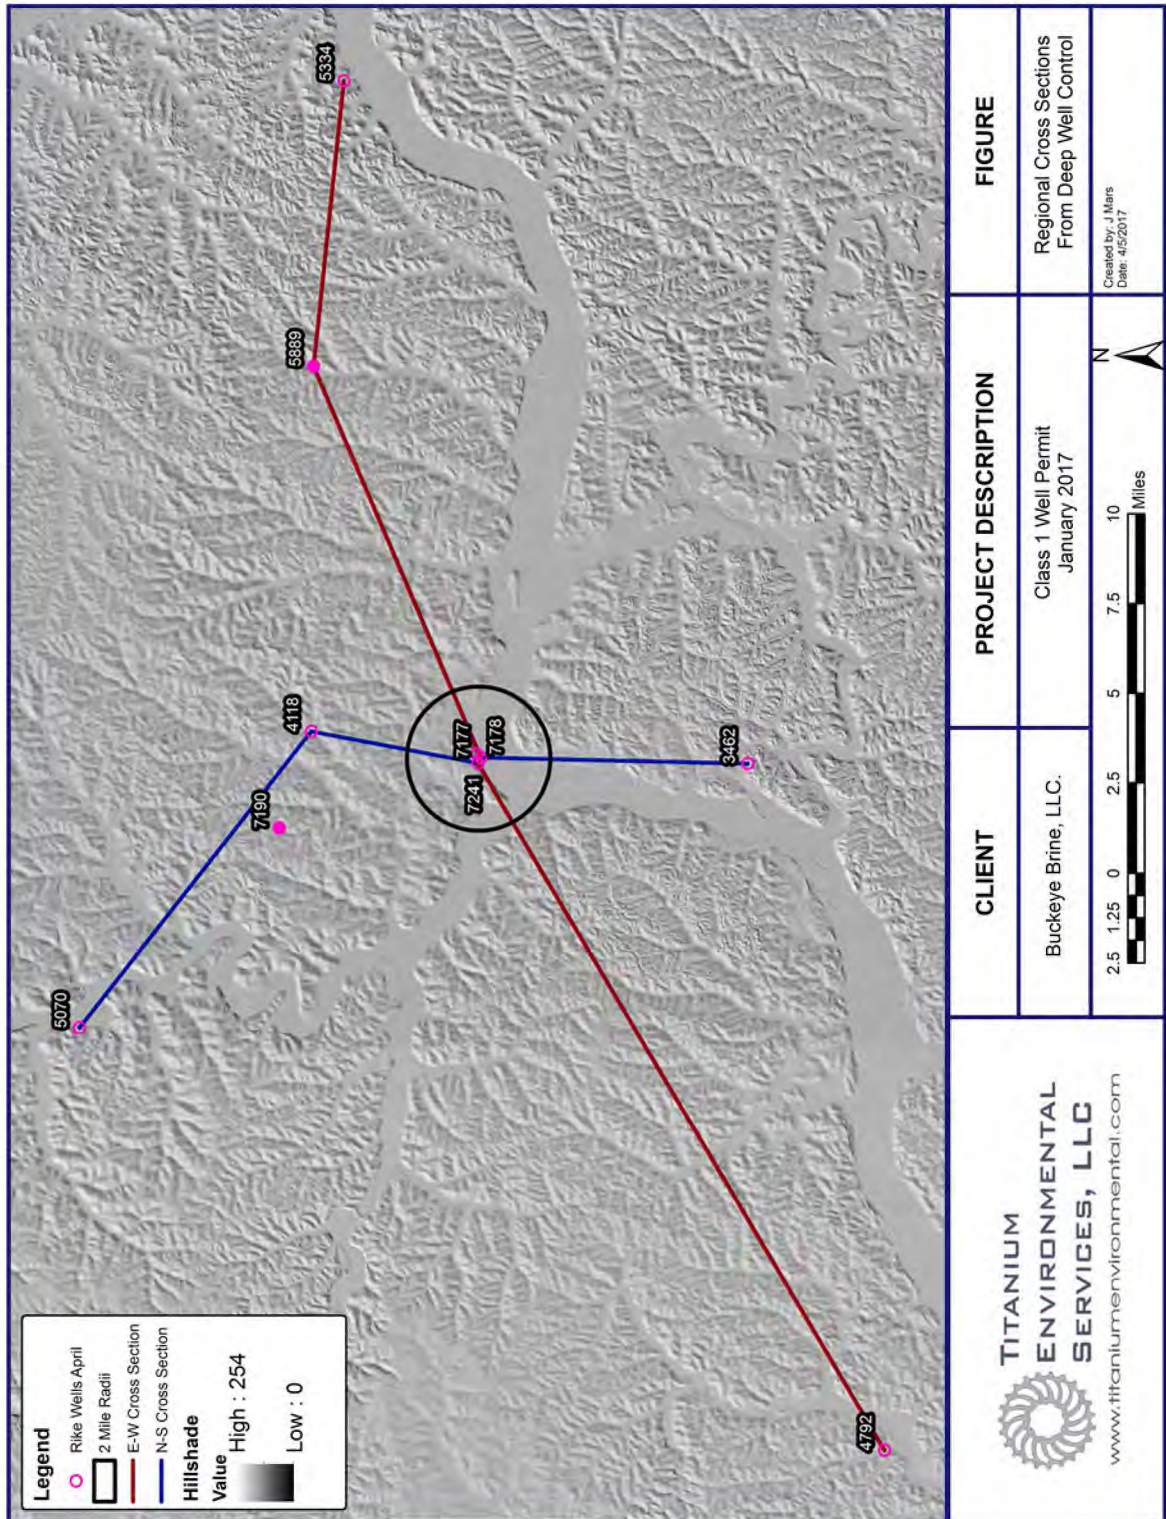 Legend
Rike Wells April
2 Mile Radii
E-W Cross Section
N-S Cross Section
Hillshade
Value
High : 254
Low : 0
5070
7190
4118
5889
5334
7177
7241
7178
3462
4792
TITANIUM
ENVIRONMENTAL
SERVICES, LLC
www.titaniumenvironmental.com
CLIENT
Buckeye Brine, LLC.
PROJECT DESCRIPTION
Class 1 Well Permit
January 2017
FIGURE
Regional Cross Sections
From Deep Well Control
2.5 1.25 0 2.5 5 7.5 10
Miles
N
Created by: J Mars
Date: 4/5/2017